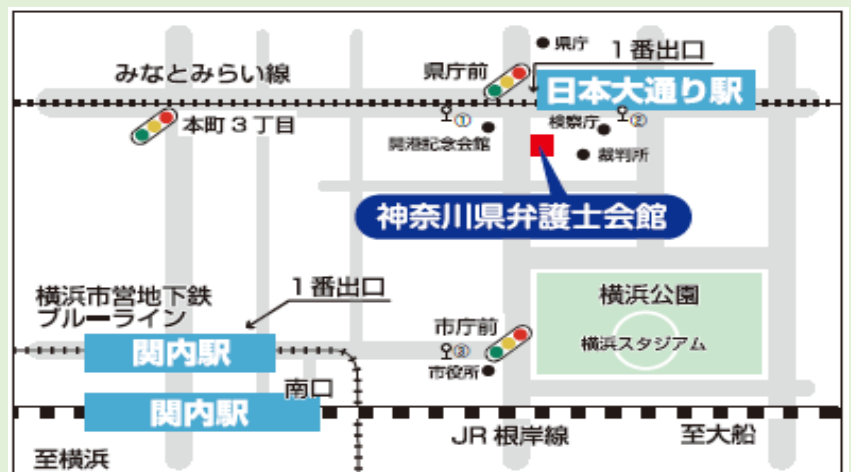 県庁
1番出口
みなとみらい線
県庁前
日本大通り駅
本町3丁目
①
開港記念会館
検察庁
②
裁判所
神奈川県弁護士会館
横浜市営地下鉄
ブルーライン
1番出口
関内駅
市庁前
③
市役所
横浜公園
横浜スタジアム
南口
関内駅
JR根岸線
至大船
至横浜